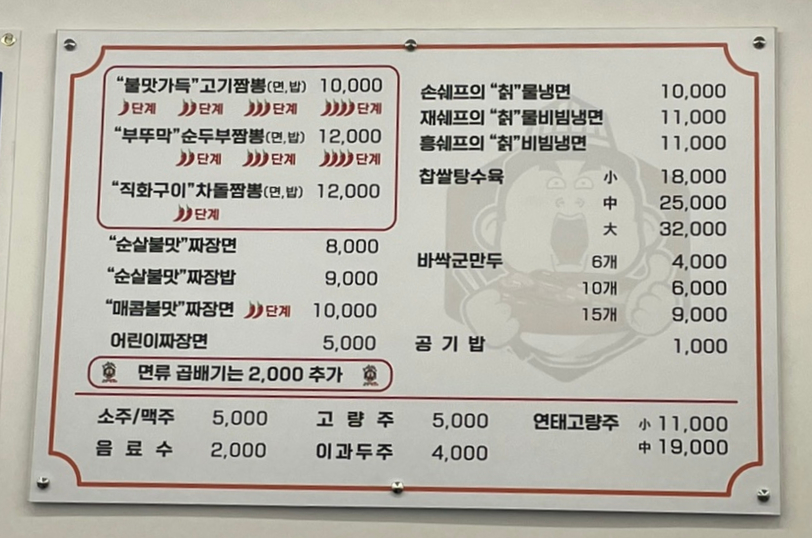 “불맛가득”고기짬뽕(면,밥) 10,000
단계 단계 단계 단계
“부뚜막”순두부짬뽕(면,밥) 12,000
단계 단계 단계
“직화구이”차돌짬뽕(면,밥) 12,000
단계
“순살불맛”짜장면 8,000
“순살불맛”짜장밥 9,000
“매콤불맛”짜장면 단계 10,000
어린이짜장면 5,000
면류 곱배기는 2,000 추가
손쉐프의 “칡”물냉면 10,000
재쉐프의 “칡”물비빔냉면 11,000
흥쉐프의 “칡”비빔냉면 11,000
찹쌀탕수육 小 18,000
中 25,000
大 32,000
바싹군만두 6개 4,000
10개 6,000
15개 9,000
공 기 밥 1,000
소주/맥주 5,000 고 량 주 5,000 연태고량주 小 11,000
음 료 수 2,000 이과두주 4,000 中 19,000